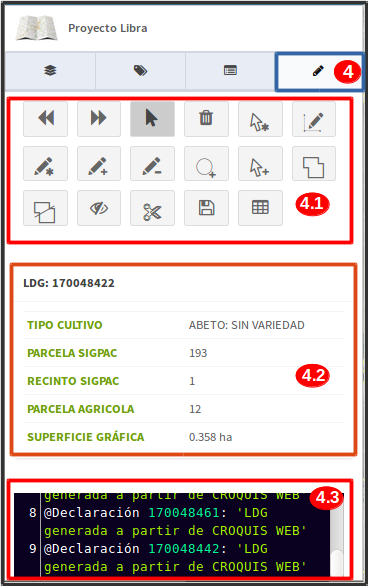 Proyecto Libra
4
4.1
LDG: 170048422
TIPO CULTIVO ABETO: SIN VARIEDAD
PARCELA SIGPAC 193
RECINTO SIGPAC 1
PARCELA AGRICOLA 12
SUPERFICIE GRÁFICA 0.358 ha
4.2
4.3
generada a partir de CROQUIS WEB'
8 @Declaración 170048461: 'LDG
generada a partir de CROQUIS WEB'
9 @Declaración 170048442: 'LDG
generada a partir de CROQUIS WEB'